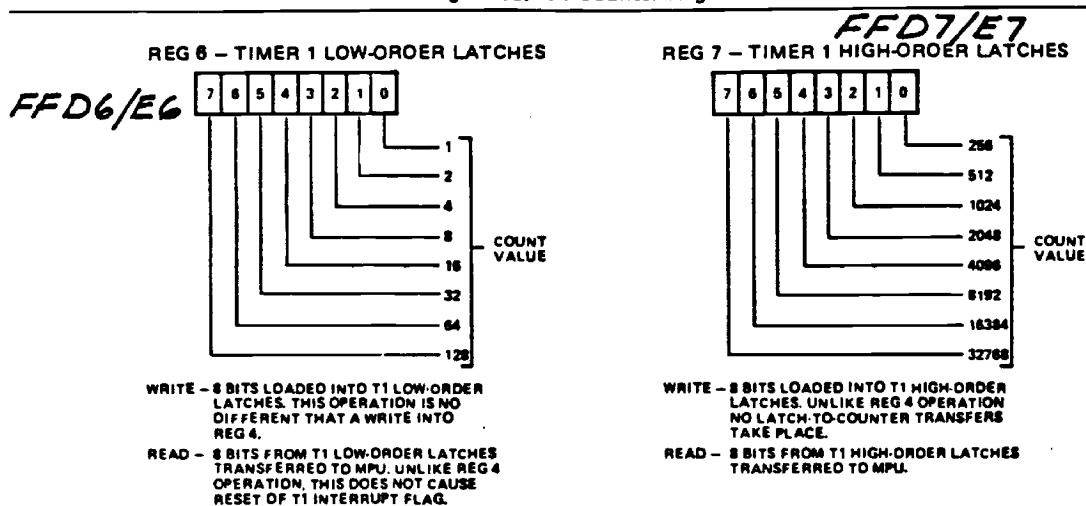 FFD7/E7
REG 6 – TIMER 1 LOW-ORDER LATCHES
REG 7 – TIMER 1 HIGH-ORDER LATCHES
FFD6/E6
7 6 5 4 3 2 1 0
1
2
4
8
16
32
64
128
COUNT
VALUE
WRITE – 8 BITS LOADED INTO T1 LOW-ORDER
LATCHES. THIS OPERATION IS NO
DIFFERENT THAT A WRITE INTO
REG 4.
READ – 8 BITS FROM T1 LOW-ORDER LATCHES
TRANSFERRED TO MPU. UNLIKE REG 4
OPERATION, THIS DOES NOT CAUSE
RESET OF T1 INTERRUPT FLAG.
7 6 5 4 3 2 1 0
256
512
1024
2048
4096
8192
16384
32768
COUNT
VALUE
WRITE – 8 BITS LOADED INTO T1 HIGH-ORDER
LATCHES. UNLIKE REG 4 OPERATION
NO LATCH-TO-COUNTER TRANSFERS
TAKE PLACE.
READ – 8 BITS FROM T1 HIGH-ORDER LATCHES
TRANSFERRED TO MPU.